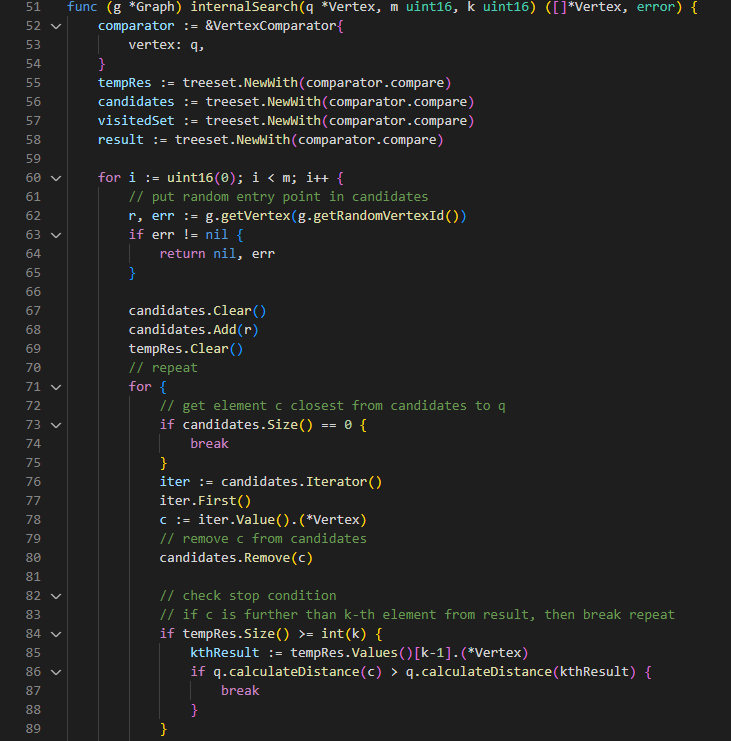 51 func (g *Graph) internalSearch(q *Vertex, m uint16, k uint16) ([]*Vertex, error) {
52     comparator := &VertexComparator{
53         vertex: q,
54     }
55     tempRes := treeset.NewWith(comparator.compare)
56     candidates := treeset.NewWith(comparator.compare)
57     visitedSet := treeset.NewWith(comparator.compare)
58     result := treeset.NewWith(comparator.compare)
59
60     for i := uint16(0); i < m; i++ {
61         // put random entry point in candidates
62         r, err := g.getVertex(g.getRandomVertexId())
63         if err != nil {
64             return nil, err
65         }
66
67         candidates.Clear()
68         candidates.Add(r)
69         tempRes.Clear()
70         // repeat
71         for {
72             // get element c closest from candidates to q
73             if candidates.Size() == 0 {
74                 break
75             }
76             iter := candidates.Iterator()
77             iter.First()
78             c := iter.Value().(*Vertex)
79             // remove c from candidates
80             candidates.Remove(c)
81
82             // check stop condition
83             // if c is further than k-th element from result, then break repeat
84             if tempRes.Size() >= int(k) {
85                 kthResult := tempRes.Values()[k-1].(*Vertex)
86                 if q.calculateDistance(c) > q.calculateDistance(kthResult) {
87                     break
88                 }
89             }